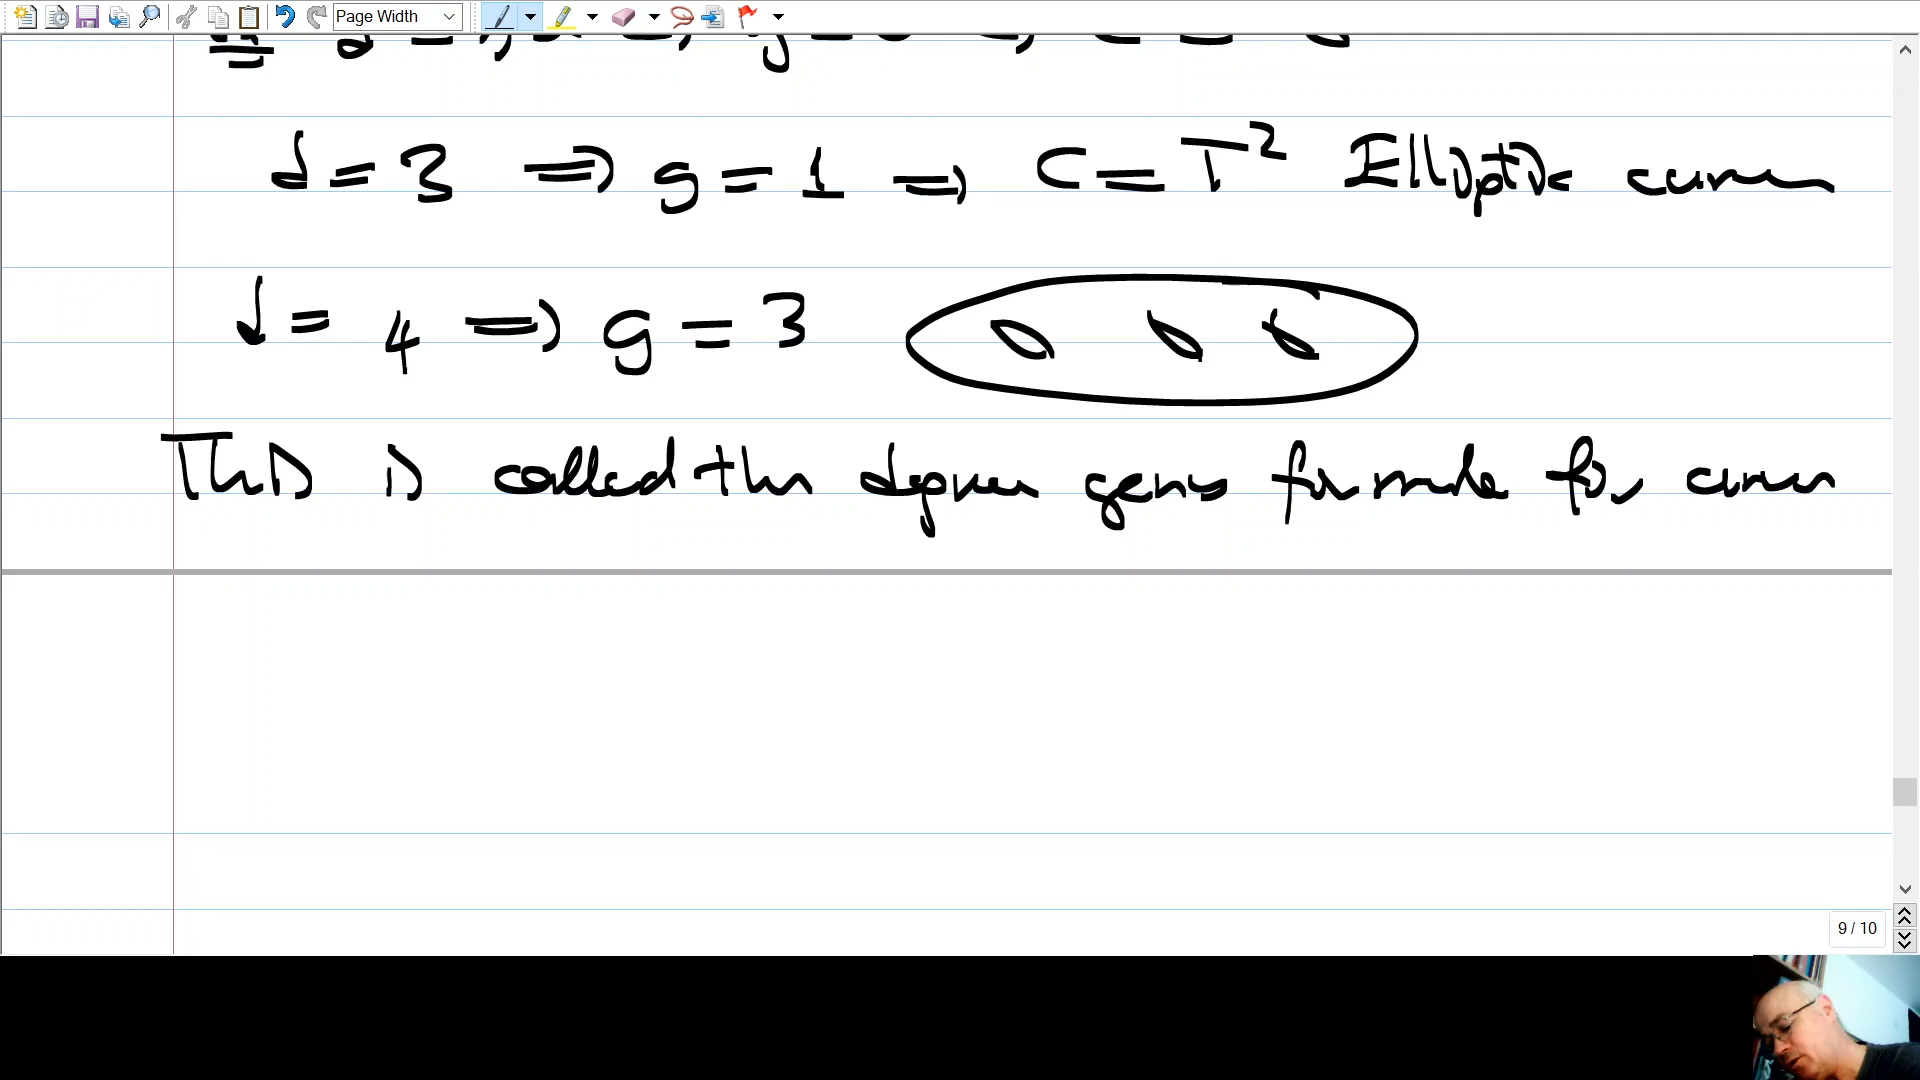 Page Width
d = 3 ⇒ g = 1 ⇒ C = T² Elliptic curve
d = 4 ⇒ g = 3
This is called the degree genus formula for curves
9 / 10